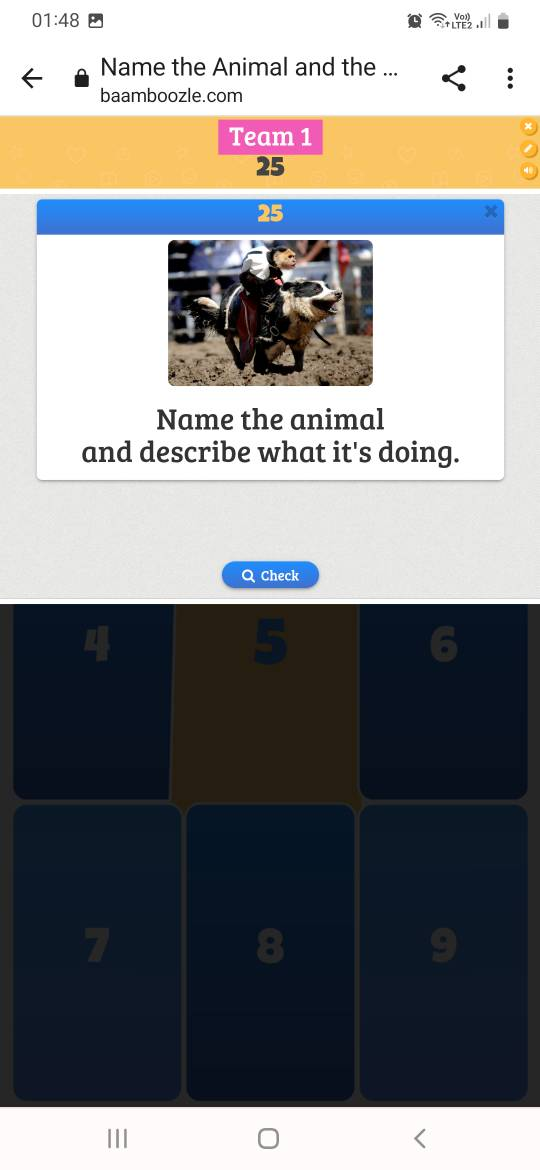 01:48
Vo))
LTE2
Name the Animal and the ...
baamboozle.com
Team 1
25
25
Name the animal
and describe what it's doing.
Check
4 5 6
7 8 9